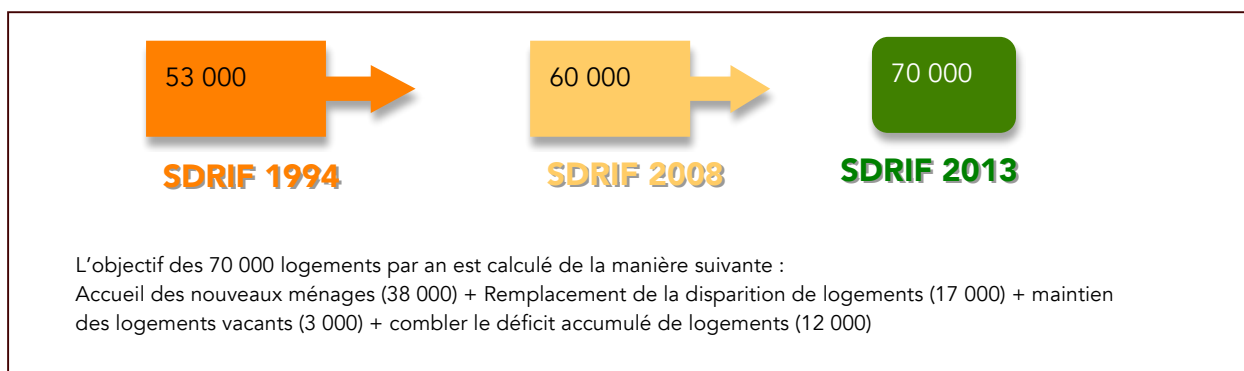 53 000
60 000
70 000
SDRIF 1994
SDRIF 2008
SDRIF 2013
L'objectif des 70 000 logements par an est calculé de la manière suivante :
Accueil des nouveaux ménages (38 000) + Remplacement de la disparition de logements (17 000) + maintien
des logements vacants (3 000) + combler le déficit accumulé de logements (12 000)